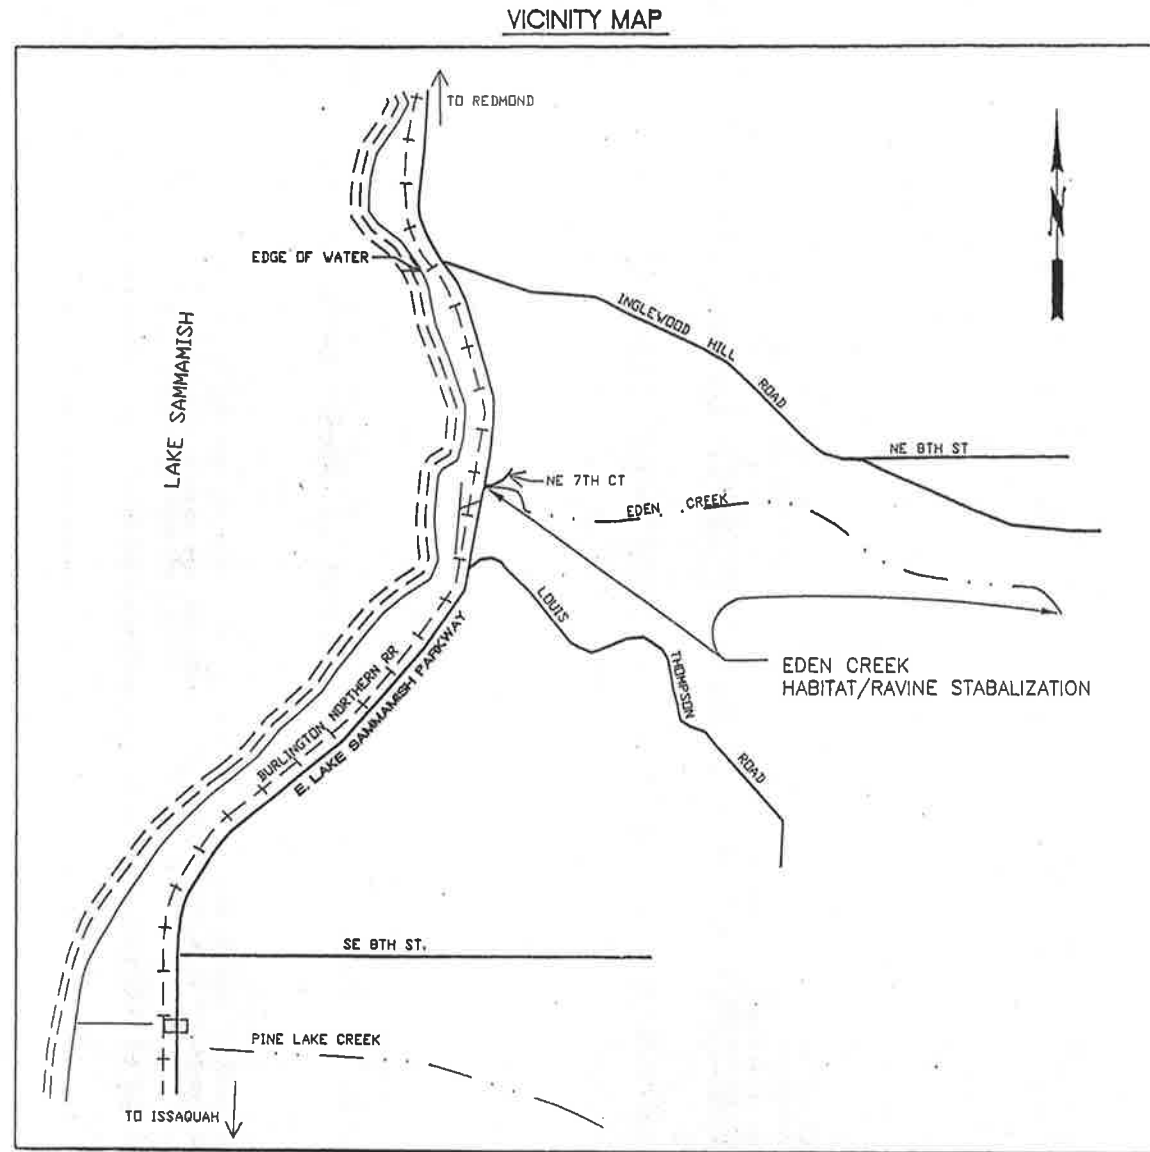 VICINITY MAP
TO REDMOND
N
EDGE OF WATER
INGLEWOOD HILL ROAD
LAKE SAMMAMISH
NE 8TH ST
NE 7TH CT
EDEN CREEK
LOUIS THOMPSON ROAD
EDEN CREEK
HABITAT/RAVINE STABALIZATION
BURLINGTON NORTHERN RR
E. LAKE SAMMAMISH PARKWAY
SE 8TH ST.
PINE LAKE CREEK
TO ISSAQUAH